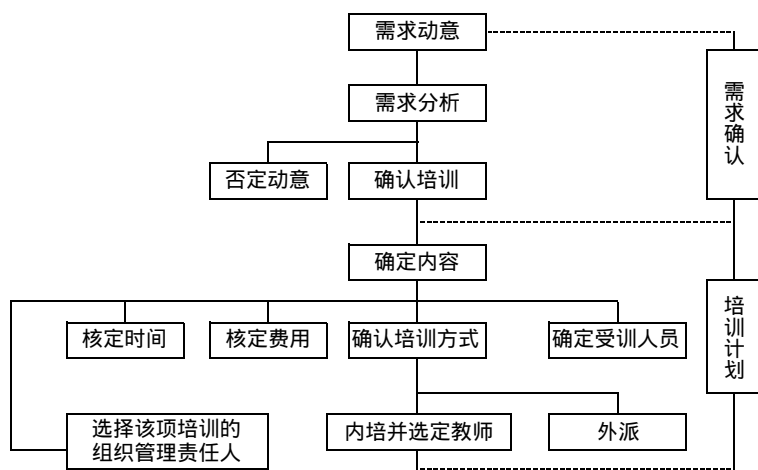 需求动意
需求分析
需求确认
否定动意
确认培训
确定内容
核定时间
核定费用
确认培训方式
确定受训人员
培训计划
选择该项培训的
组织管理责任人
内培并选定教师
外派